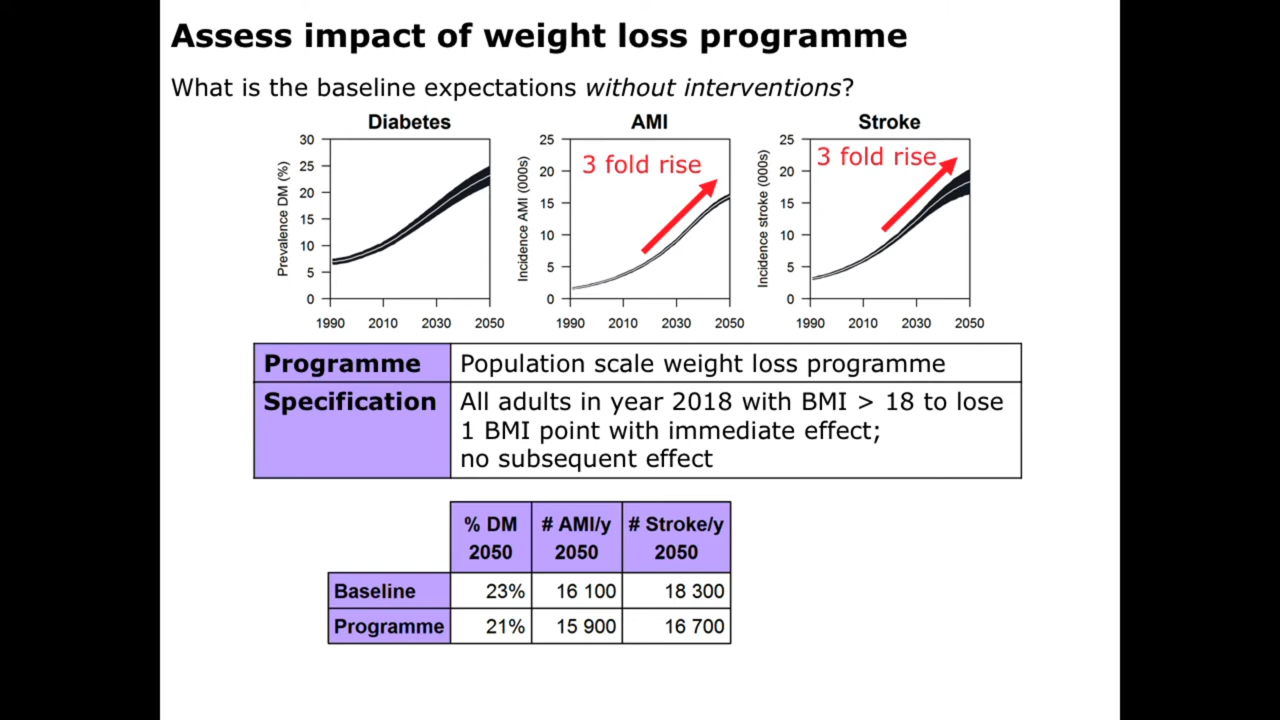 Assess impact of weight loss programme
What is the baseline expectations without interventions?
Diabetes
Prevalence DM (%)
30
25
20
15
10
5
0
1990 2010 2030 2050
AMI
Incidence AMI (000s)
25
20
15
10
5
0
3 fold rise
1990 2010 2030 2050
Stroke
Incidence stroke (000s)
25
20
15
10
5
0
3 fold rise
1990 2010 2030 2050
Programme Population scale weight loss programme
Specification All adults in year 2018 with BMI > 18 to lose
1 BMI point with immediate effect;
no subsequent effect
% DM # AMI/y # Stroke/y
2050 2050 2050
Baseline 23% 16 100 18 300
Programme 21% 15 900 16 700